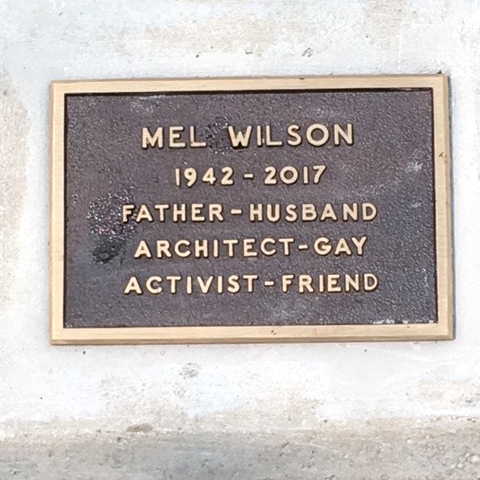 MEL WILSON
1942 - 2017
FATHER - HUSBAND
ARCHITECT - GAY
ACTIVIST - FRIEND